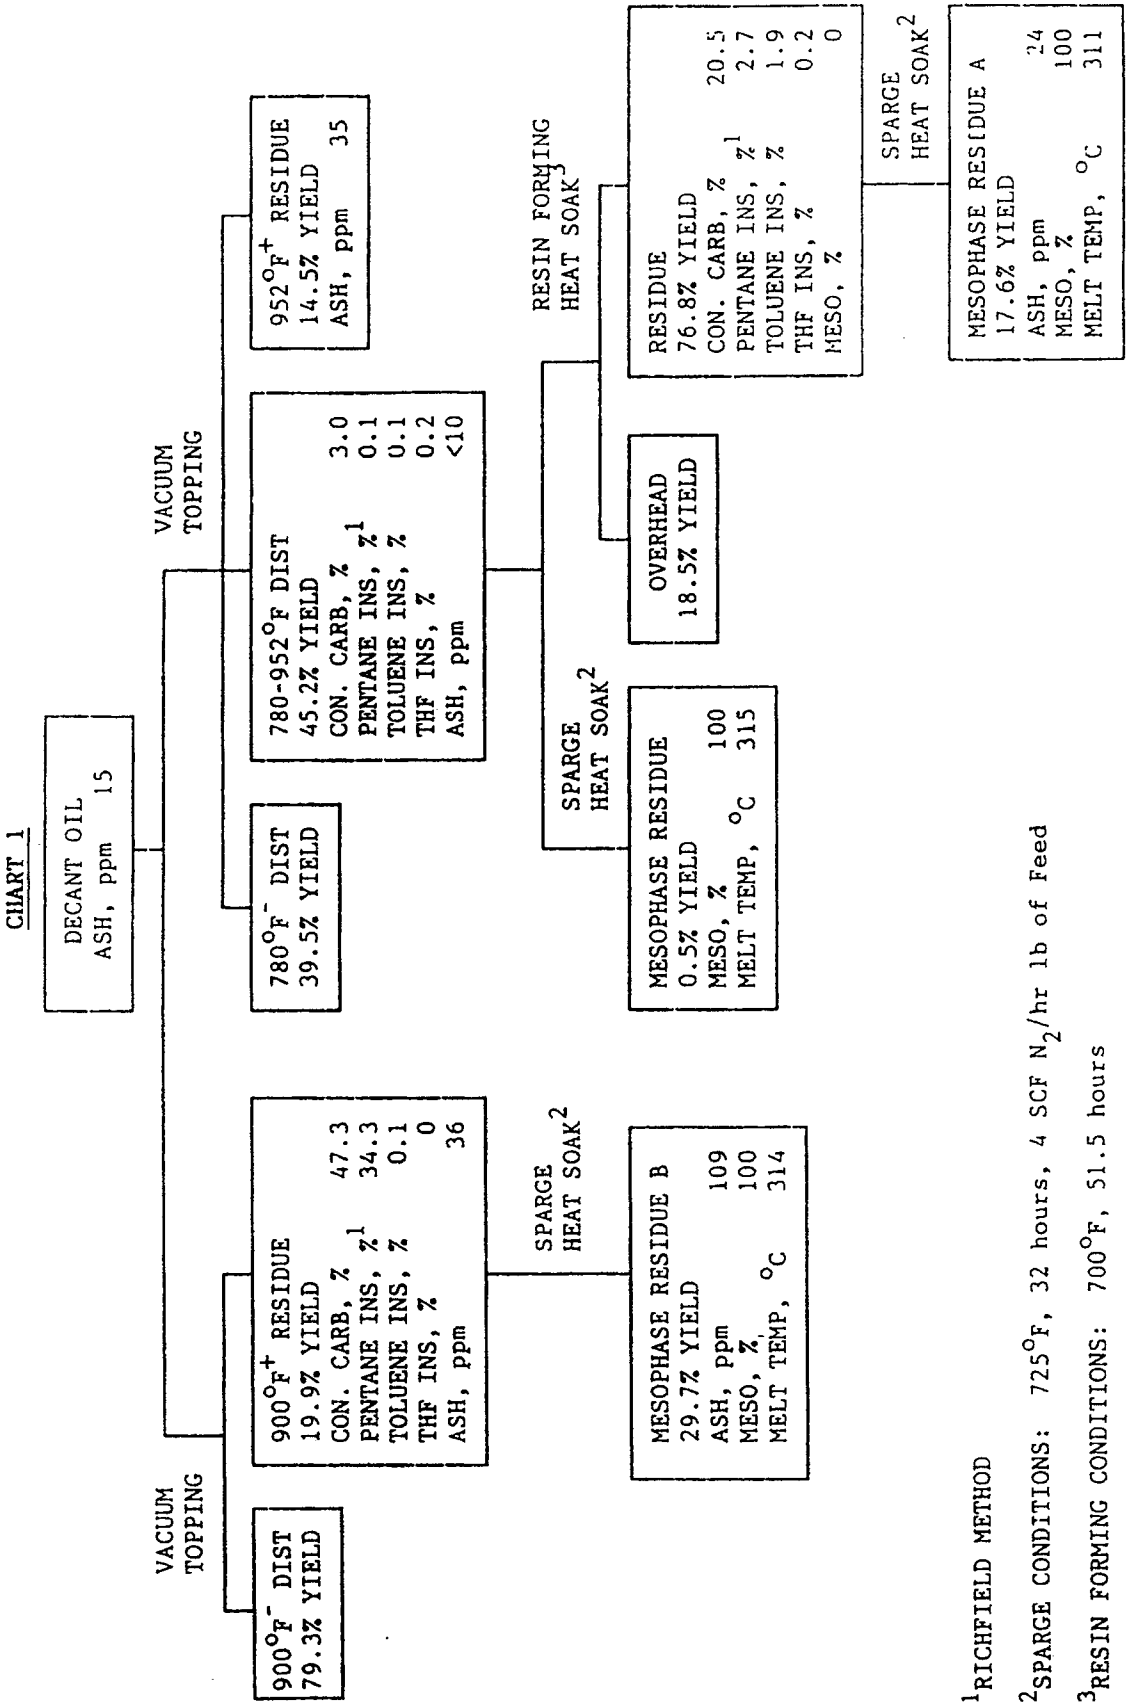 CHART 1
DECANT OIL
ASH, ppm 15
VACUUM
TOPPING
VACUUM
TOPPING
900°F⁻ DIST
79.3% YIELD
900°F⁺ RESIDUE
19.9% YIELD
CON. CARB, % 47.3
PENTANE INS, %¹ 34.3
TOLUENE INS, % 0.1
THF INS, % 0
ASH, ppm 36
780°F⁻ DIST
39.5% YIELD
780-952°F DIST
45.2% YIELD
CON. CARB, % 3.0
PENTANE INS, %¹ 0.1
TOLUENE INS, % 0.1
THF INS, % 0.2
ASH, ppm <10
952°F⁺ RESIDUE
14.5% YIELD
ASH, ppm 35
SPARGE
HEAT SOAK²
SPARGE
HEAT SOAK²
RESIN FORMING
HEAT SOAK³
MESOPHASE RESIDUE B
29.7% YIELD
ASH, ppm 109
MESO, % 100
MELT TEMP, °C 314
MESOPHASE RESIDUE
0.5% YIELD
MESO, % 100
MELT TEMP, °C 315
OVERHEAD
18.5% YIELD
RESIDUE
76.8% YIELD
CON. CARB, % 20.5
PENTANE INS, %¹ 2.7
TOLUENE INS, % 1.9
THF INS, % 0.2
MESO, % 0
SPARGE
HEAT SOAK²
MESOPHASE RESIDUE A
17.6% YIELD
ASH, ppm 24
MESO, % 100
MELT TEMP, °C 311
¹RICHFIELD METHOD
²SPARGE CONDITIONS: 725°F, 32 hours, 4 SCF N₂/hr lb of Feed
³RESIN FORMING CONDITIONS: 700°F, 51.5 hours